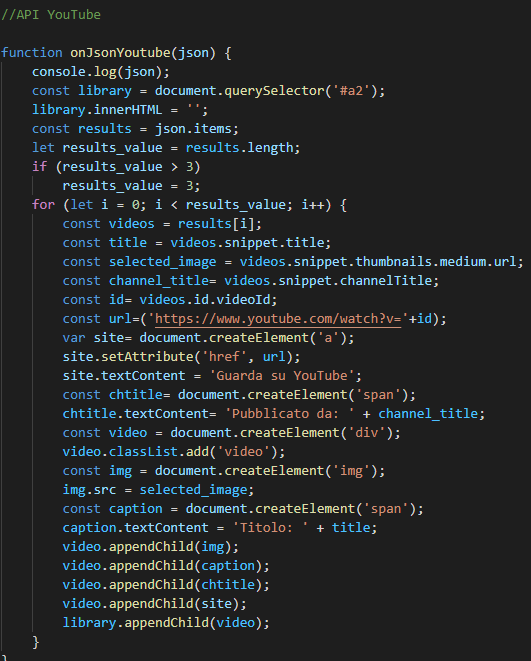 //API YouTube
function onJsonYoutube(json) {
console.log(json);
const library = document.querySelector('#a2');
library.innerHTML = '';
const results = json.items;
let results_value = results.length;
if (results_value > 3)
results_value = 3;
for (let i = 0; i < results_value; i++) {
const videos = results[i];
const title = videos.snippet.title;
const selected_image = videos.snippet.thumbnails.medium.url;
const channel_title= videos.snippet.channelTitle;
const id= videos.id.videoId;
const url=('https://www.youtube.com/watch?v='+id);
var site= document.createElement('a');
site.setAttribute('href', url);
site.textContent = 'Guarda su YouTube';
const chtitle= document.createElement('span');
chtitle.textContent= 'Pubblicato da: ' + channel_title;
const video = document.createElement('div');
video.classList.add('video');
const img = document.createElement('img');
img.src = selected_image;
const caption = document.createElement('span');
caption.textContent = 'Titolo: ' + title;
video.appendChild(img);
video.appendChild(caption);
video.appendChild(chtitle);
video.appendChild(site);
library.appendChild(video);
}
}